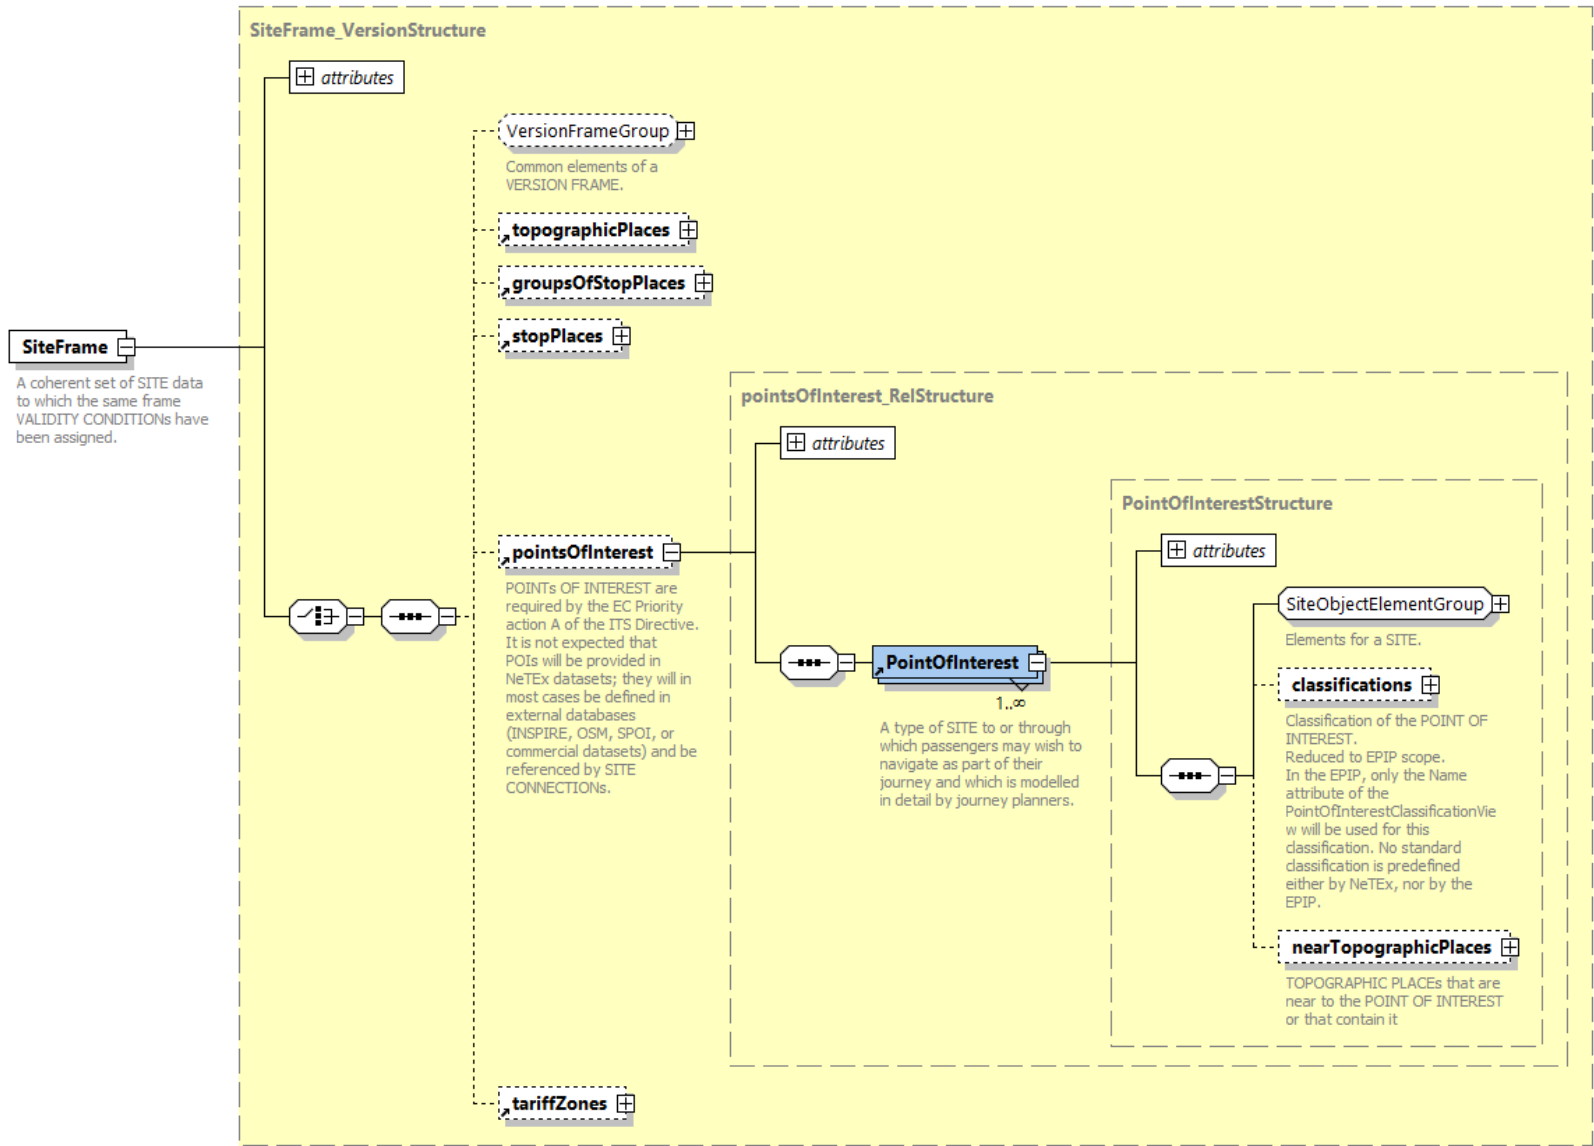 SiteFrame_VersionStructure
attributes
VersionFrameGroup
Common elements of a
VERSION FRAME.
topographicPlaces
groupsOfStopPlaces
stopPlaces
SiteFrame
A coherent set of SITE data
to which the same frame
VALIDITY CONDITIONs have
been assigned.
pointsOfInterest_RelStructure
attributes
PointOfInterestStructure
attributes
pointsOfInterest
POINTs OF INTEREST are
required by the EC Priority
action A of the ITS Directive.
It is not expected that
POIs will be provided in
NeTEx datasets; they will in
most cases be defined in
external databases
(INSPIRE, OSM, SPOI, or
commercial datasets) and be
referenced by SITE
CONNECTIONs.
PointOfInterest
1..∞
A type of SITE to or through
which passengers may wish to
navigate as part of their
journey and which is modelled
in detail by journey planners.
SiteObjectElementGroup
Elements for a SITE.
classifications
Classification of the POINT OF
INTEREST.
Reduced to EPIP scope.
In the EPIP, only the Name
attribute of the
PointOfInterestClassificationVie
w will be used for this
classification. No standard
classification is predefined
either by NeTEx, nor by the
EPIP.
nearTopographicPlaces
TOPOGRAPHIC PLACEs that are
near to the POINT OF INTEREST
or that contain it
tariffZones